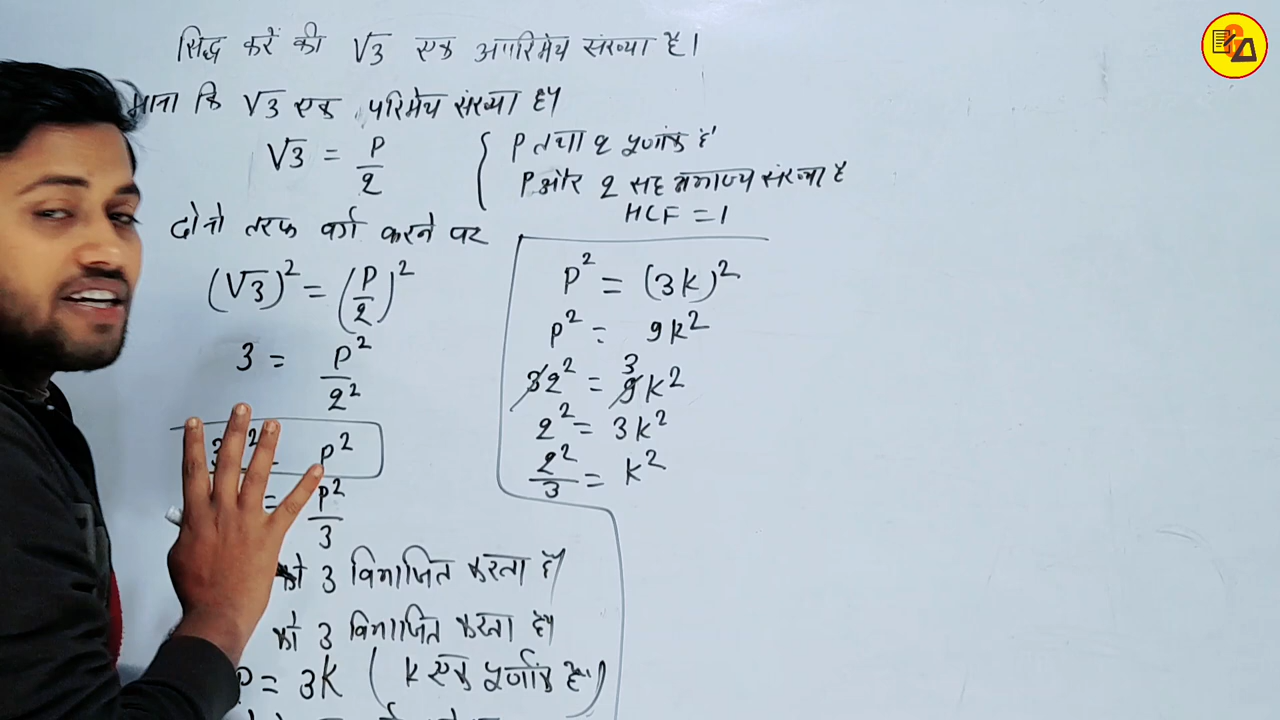 सिद्ध करें की √3 एक अपरिमेय संख्या है।
माना कि √3 एक परिमेय संख्या है।
√3 = P/q { P तथा q पूर्णांक है
P और q सह अभाज्य संख्या है
HCF = 1
दोनो तरफ वर्ग करने पर
(√3)² = (P/q)²
3 = P²/q²
P²
= P²/3
को 3 विभाजित करता है।
को 3 विभाजित करता है।
P = 3K ( K एक पूर्णांक है।)
P² = (3K)²
P² = 9K²
3q² = 9K² 3
q² = 3K²
q²/3 = K²